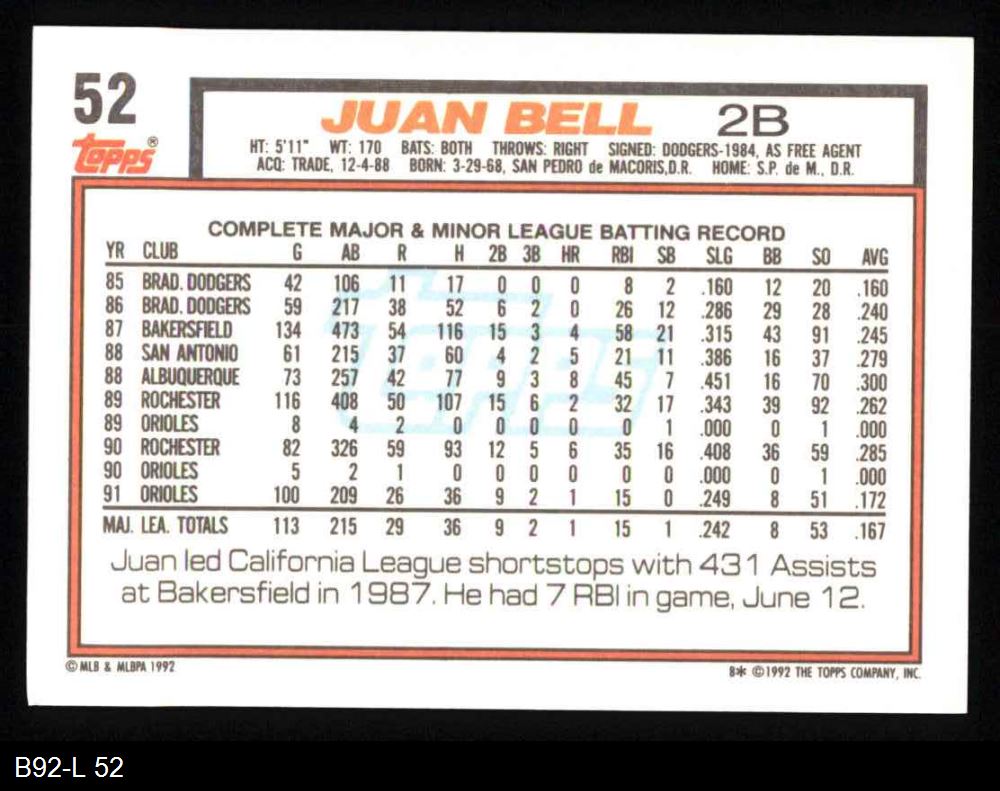 52
Topps®
JUAN BELL 2B
HT: 5'11" WT: 170 BATS: BOTH THROWS: RIGHT SIGNED: DODGERS-1984, AS FREE AGENT
ACQ: TRADE, 12-4-88 BORN: 3-29-68, SAN PEDRO de MACORIS,D.R. HOME: S.P. de M., D.R.
COMPLETE MAJOR & MINOR LEAGUE BATTING RECORD
YR CLUB G AB R H 2B 3B HR RBI SB SLG BB SO AVG
85 BRAD. DODGERS 42 106 11 17 0 0 0 8 2 .160 12 20 .160
86 BRAD. DODGERS 59 217 38 52 6 2 0 26 12 .286 29 28 .240
87 BAKERSFIELD 134 473 54 116 15 3 4 58 21 .315 43 91 .245
88 SAN ANTONIO 61 215 37 60 4 2 5 21 11 .386 16 37 .279
88 ALBUQUERQUE 73 257 42 77 9 3 8 45 7 .451 16 70 .300
89 ROCHESTER 116 408 50 107 15 6 2 32 17 .343 39 92 .262
89 ORIOLES 8 4 2 0 0 0 0 0 1 .000 0 1 .000
90 ROCHESTER 82 326 59 93 12 5 6 35 16 .408 36 59 .285
90 ORIOLES 5 2 1 0 0 0 0 0 0 .000 0 1 .000
91 ORIOLES 100 209 26 36 9 2 1 15 0 .249 8 51 .172
MAJ. LEA. TOTALS 113 215 29 36 9 2 1 15 1 .242 8 53 .167
Topps
Juan led California League shortstops with 431 Assists
at Bakersfield in 1987. He had 7 RBI in game, June 12.
© MLB & MLBPA 1992
8* © 1992 THE TOPPS COMPANY, INC.
B92-L 52